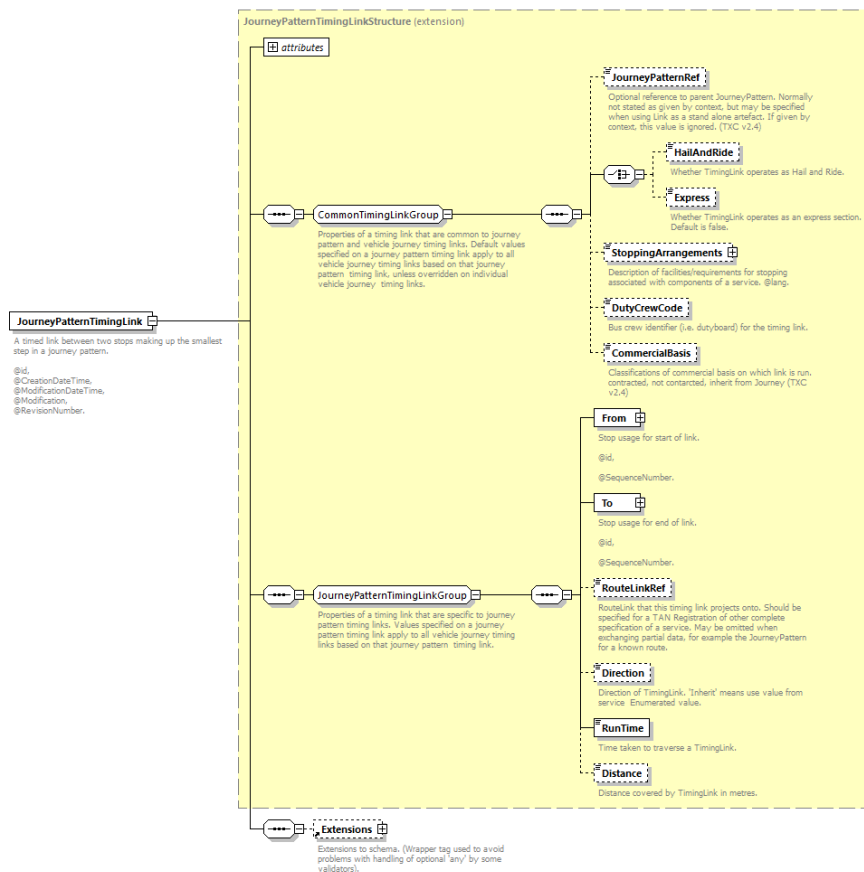 JourneyPatternTimingLinkStructure (extension)
attributes
JourneyPatternRef
Optional reference to parent JourneyPattern. Normally
not stated as given by context, but may be specified
when using Link as a stand alone artefact. If given by
context, this value is ignored. (TXC v2.4)
HailAndRide
Whether TimingLink operates as Hail and Ride.
Express
Whether TimingLink operates as an express section.
Default is false.
CommonTimingLinkGroup
Properties of a timing link that are common to journey
pattern and vehicle journey timing links. Default values
specified on a journey pattern timing link apply to all
vehicle journey timing links based on that journey
pattern timing link, unless overridden on individual
vehicle journey timing links.
StoppingArrangements
Description of facilities/requirements for stopping
associated with components of a service. @lang.
DutyCrewCode
Bus crew identifier (i.e. dutyboard) for the timing link.
CommercialBasis
Classifications of commercial basis on which link is run.
contracted, not contarcted, inherit from Journey (TXC
v2.4)
JourneyPatternTimingLink
A timed link between two stops making up the smallest
step in a journey pattern.
@id,
@CreationDateTime,
@ModificationDateTime,
@Modification,
@RevisionNumber.
From
Stop usage for start of link.
@id,
@SequenceNumber.
To
Stop usage for end of link.
@id,
@SequenceNumber.
JourneyPatternTimingLinkGroup
Properties of a timing link that are specific to journey
pattern timing links. Values specified on a journey
pattern timing link apply to all vehicle journey timing
links based on that journey pattern timing link.
RouteLinkRef
RouteLink that this timing link projects onto. Should be
specified for a TAN Registration of other complete
specification of a service. May be omitted when
exchanging partial data, for example the JourneyPattern
for a known route.
Direction
Direction of TimingLink. 'Inherit' means use value from
service Enumerated value.
RunTime
Time taken to traverse a TimingLink.
Distance
Distance covered by TimingLink in metres.
Extensions
Extensions to schema. (Wrapper tag used to avoid
problems with handling of optional 'any' by some
validators).